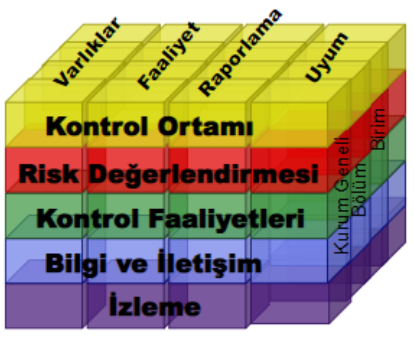 Varlıklar
Faaliyet
Raporlama
Uyum
Kontrol Ortamı
Risk Değerlendirmesi
Kontrol Faaliyetleri
Bilgi ve İletişim
İzleme
Kurum Geneli
Bölüm
Birim